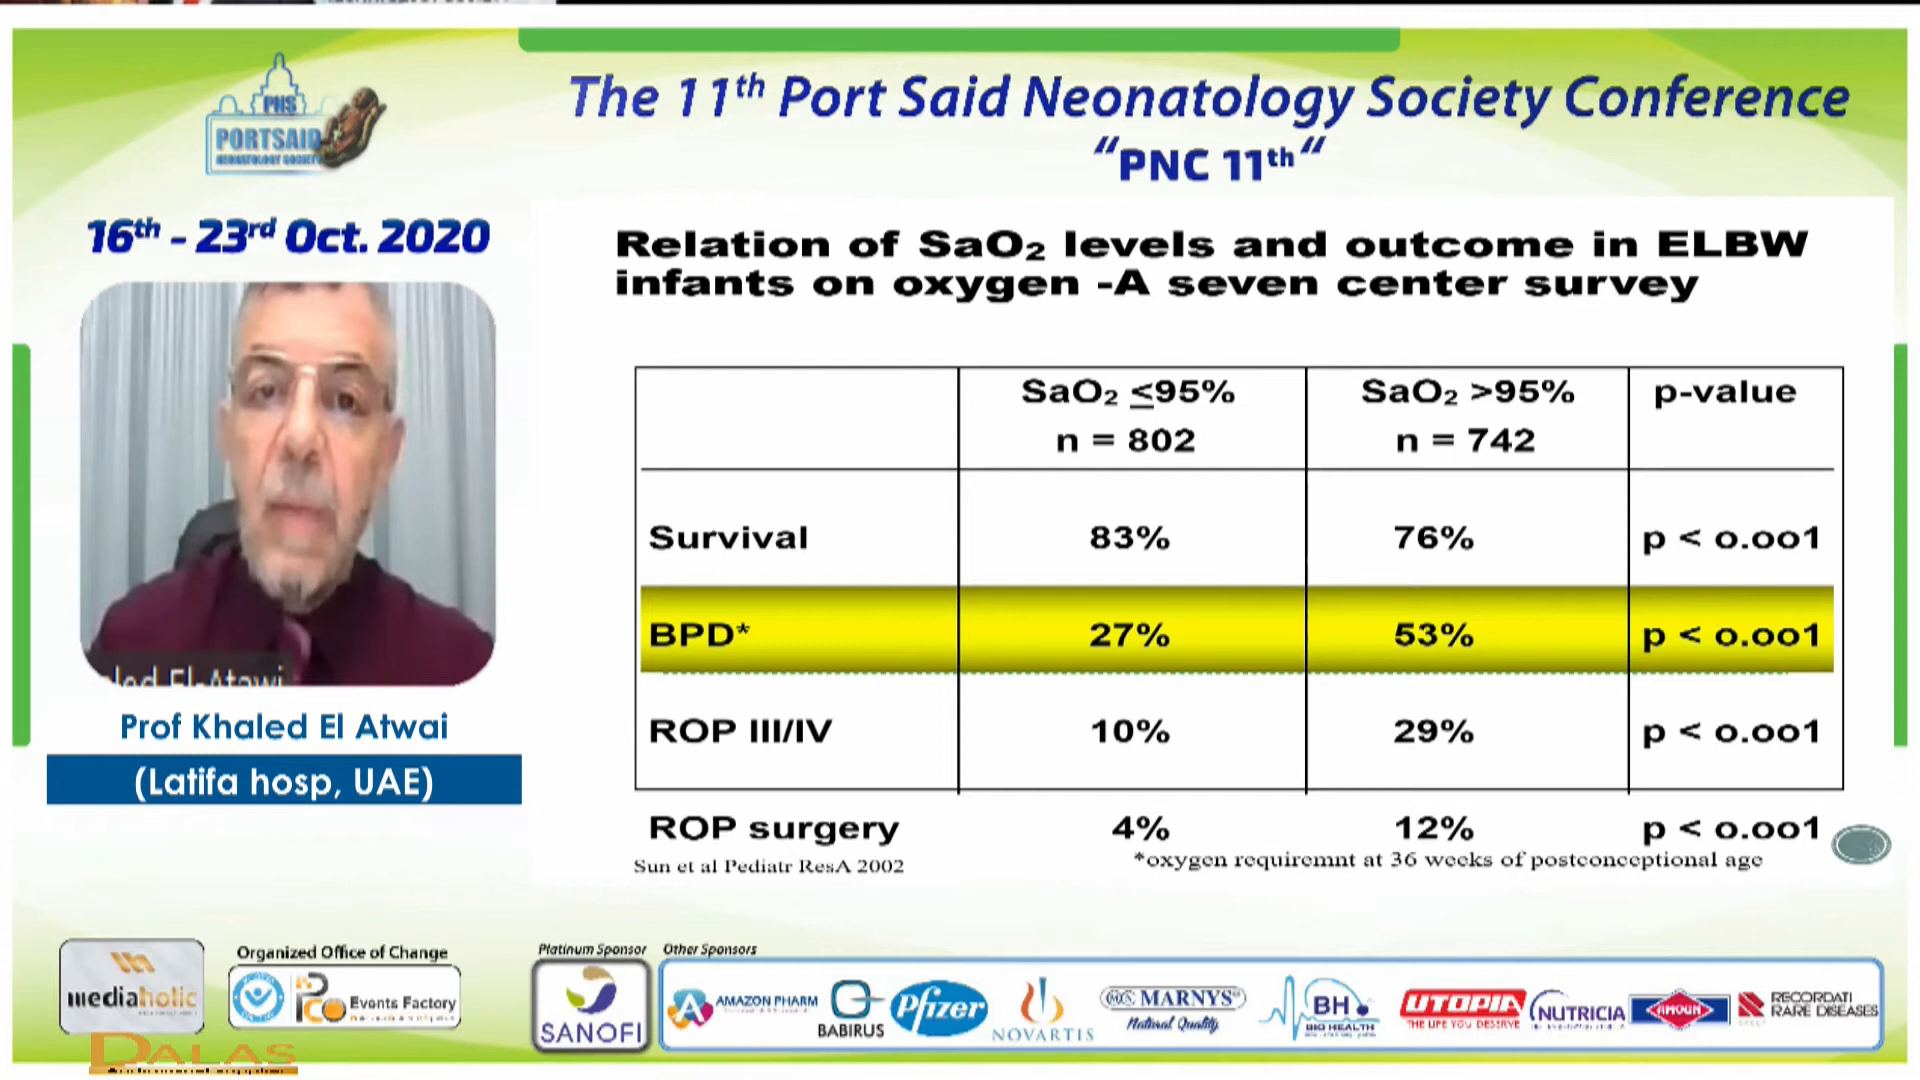 PNS
PORTSAID
NEONATOLOGY SOCIETY
The 11th Port Said Neonatology Society Conference
“PNC 11th“
16th - 23rd Oct. 2020
Prof Khaled El Atwai
(Latifa hosp, UAE)
Relation of SaO₂ levels and outcome in ELBW
infants on oxygen -A seven center survey
SaO₂ ≤95% SaO₂ >95% p-value
n = 802 n = 742
Survival 83% 76% p < 0.001
BPD* 27% 53% p < 0.001
ROP III/IV 10% 29% p < 0.001
ROP surgery 4% 12% p < 0.001
Sun et al Pediatr ResA 2002
*oxygen requiremnt at 36 weeks of postconceptional age
mediaholic
Organized Office of Change
Events Factory
Platinum Sponsor
SANOFI
Other Sponsors
AMAZON PHARM
BABIRUS
Pfizer
NOVARTIS
MARNYS
Natural Quality
BH
BIO HEALTH
UTOPIA
THE LIFE YOU DESERVE
NUTRICIA
AMOUN
RECORDATI
RARE DISEASES
DALAS